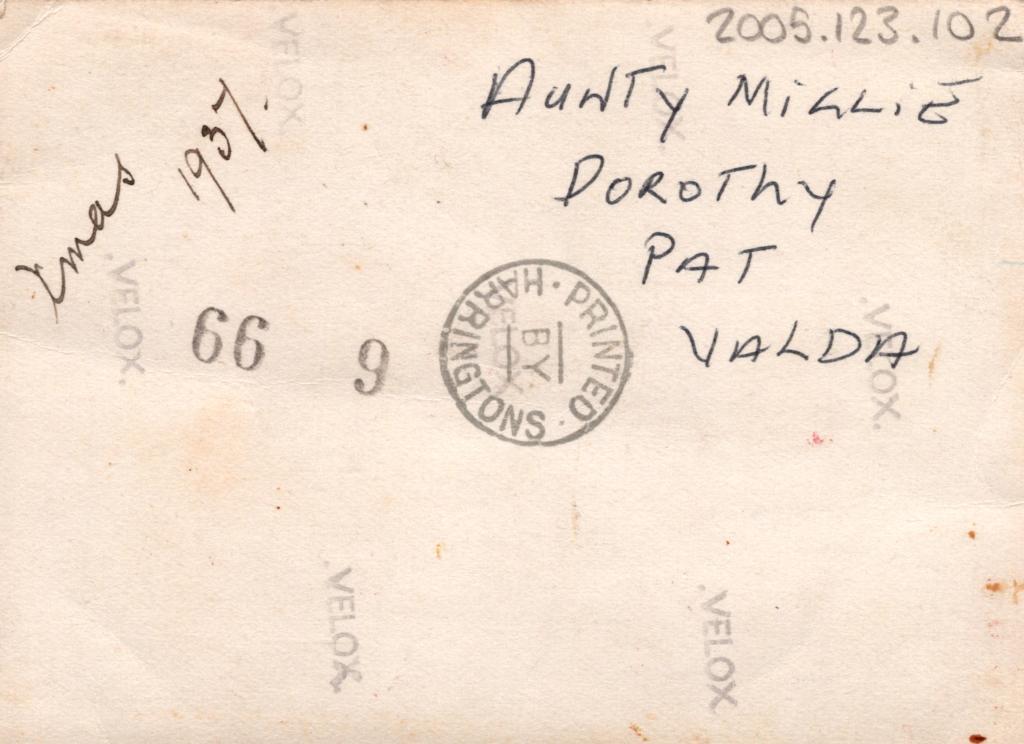 2005.123.102
VELOX.
VELOX.
AUNTY MILLIE
Xmas 1937.
DOROTHY
PAT
VELOX.
VALDA
VELOX.
66 9
PRINTED BY HARRINGTONS
VELOX.
VELOX.
VELOX.